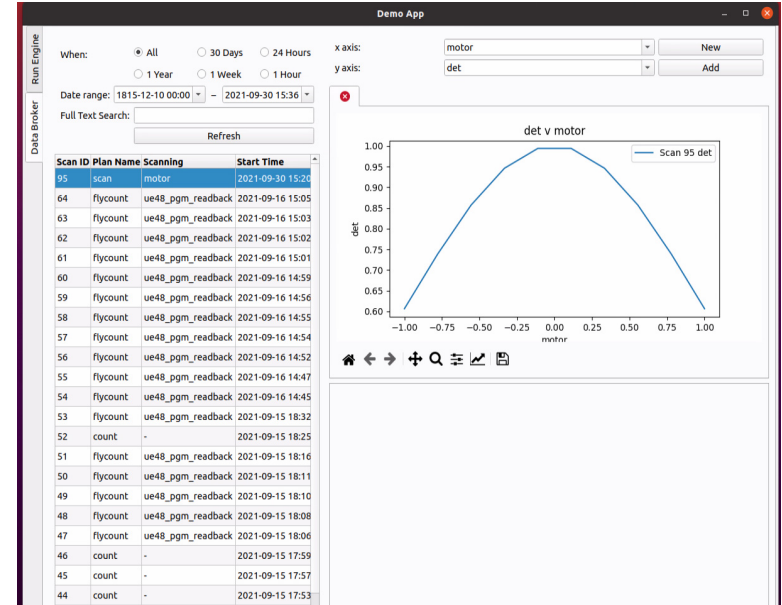 Demo App
Run Engine
Data Broker
When:
All
30 Days
24 Hours
1 Year
1 Week
1 Hour
Date range: 1815-12-10 00:00 – 2021-09-30 15:36
Full Text Search:
Refresh
Scan ID Plan Name Scanning Start Time
95 scan motor 2021-09-30 15:20
64 flycount ue48_pgm_readback 2021-09-16 15:05
63 flycount ue48_pgm_readback 2021-09-16 15:03
62 flycount ue48_pgm_readback 2021-09-16 15:02
61 flycount ue48_pgm_readback 2021-09-16 15:01
60 flycount ue48_pgm_readback 2021-09-16 14:59
59 flycount ue48_pgm_readback 2021-09-16 14:56
58 flycount ue48_pgm_readback 2021-09-16 14:55
57 flycount ue48_pgm_readback 2021-09-16 14:54
56 flycount ue48_pgm_readback 2021-09-16 14:52
55 flycount ue48_pgm_readback 2021-09-16 14:47
54 flycount ue48_pgm_readback 2021-09-16 14:45
53 flycount ue48_pgm_readback 2021-09-15 18:32
52 count - 2021-09-15 18:25
51 flycount ue48_pgm_readback 2021-09-15 18:16
50 flycount ue48_pgm_readback 2021-09-15 18:11
49 flycount ue48_pgm_readback 2021-09-15 18:10
48 flycount ue48_pgm_readback 2021-09-15 18:08
47 flycount ue48_pgm_readback 2021-09-15 18:06
46 count - 2021-09-15 17:59
45 count - 2021-09-15 17:57
44 count - 2021-09-15 17:53
x axis: motor New
y axis: det Add
det v motor
Scan 95 det
1.00
0.95
0.90
0.85
0.80
0.75
0.70
0.65
0.60
det
−1.00 −0.75 −0.50 −0.25 0.00 0.25 0.50 0.75 1.00
motor